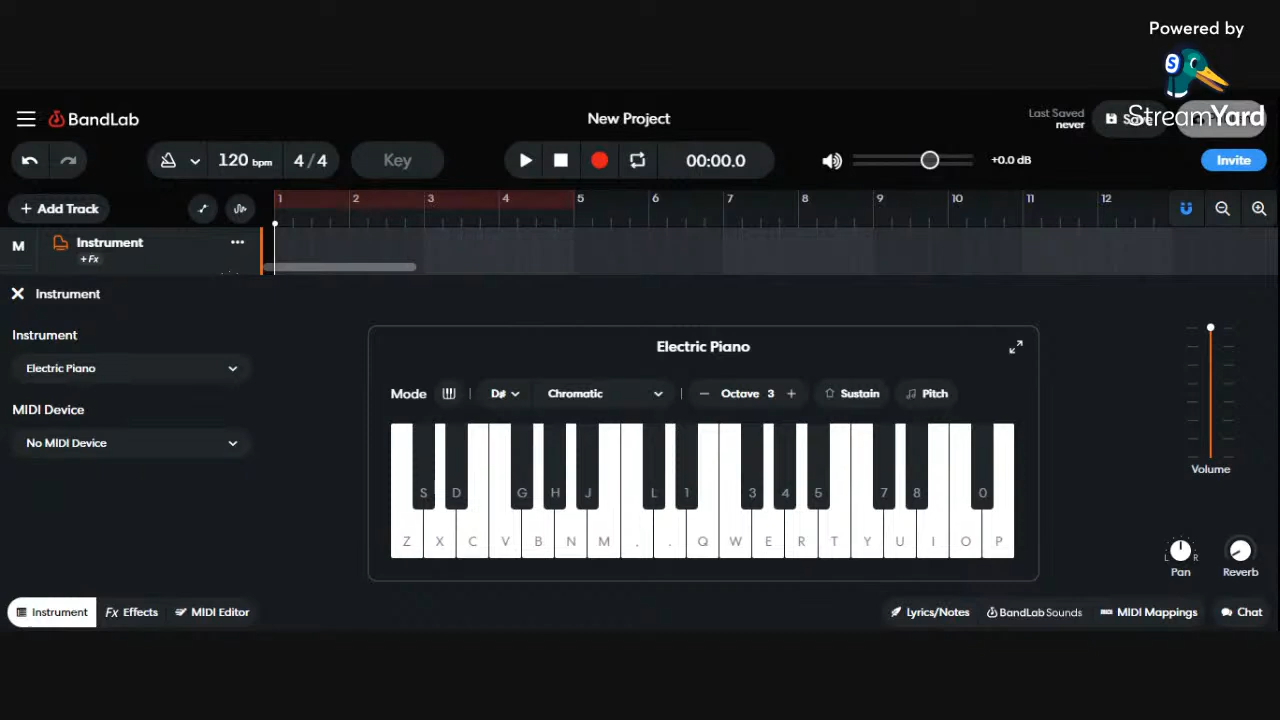 Powered by
StreamYard
BandLab
New Project
Last Saved
never
120 bpm
4/4
Key
00:00.0
+0.0 dB
Invite
+ Add Track
1 2 3 4 5 6 7 8 9 10 11 12
M
Instrument
+ Fx
Instrument
Instrument
Electric Piano
MIDI Device
No MIDI Device
Electric Piano
Mode
D#
Chromatic
− Octave 3 +
Sustain
Pitch
S D G H J L 1 3 4 5 7 8 0
Z X C V B N M , . Q W E R T Y U I O P
Volume
L R
Pan
Reverb
Instrument
Fx Effects
MIDI Editor
Lyrics/Notes
BandLab Sounds
MIDI Mappings
Chat